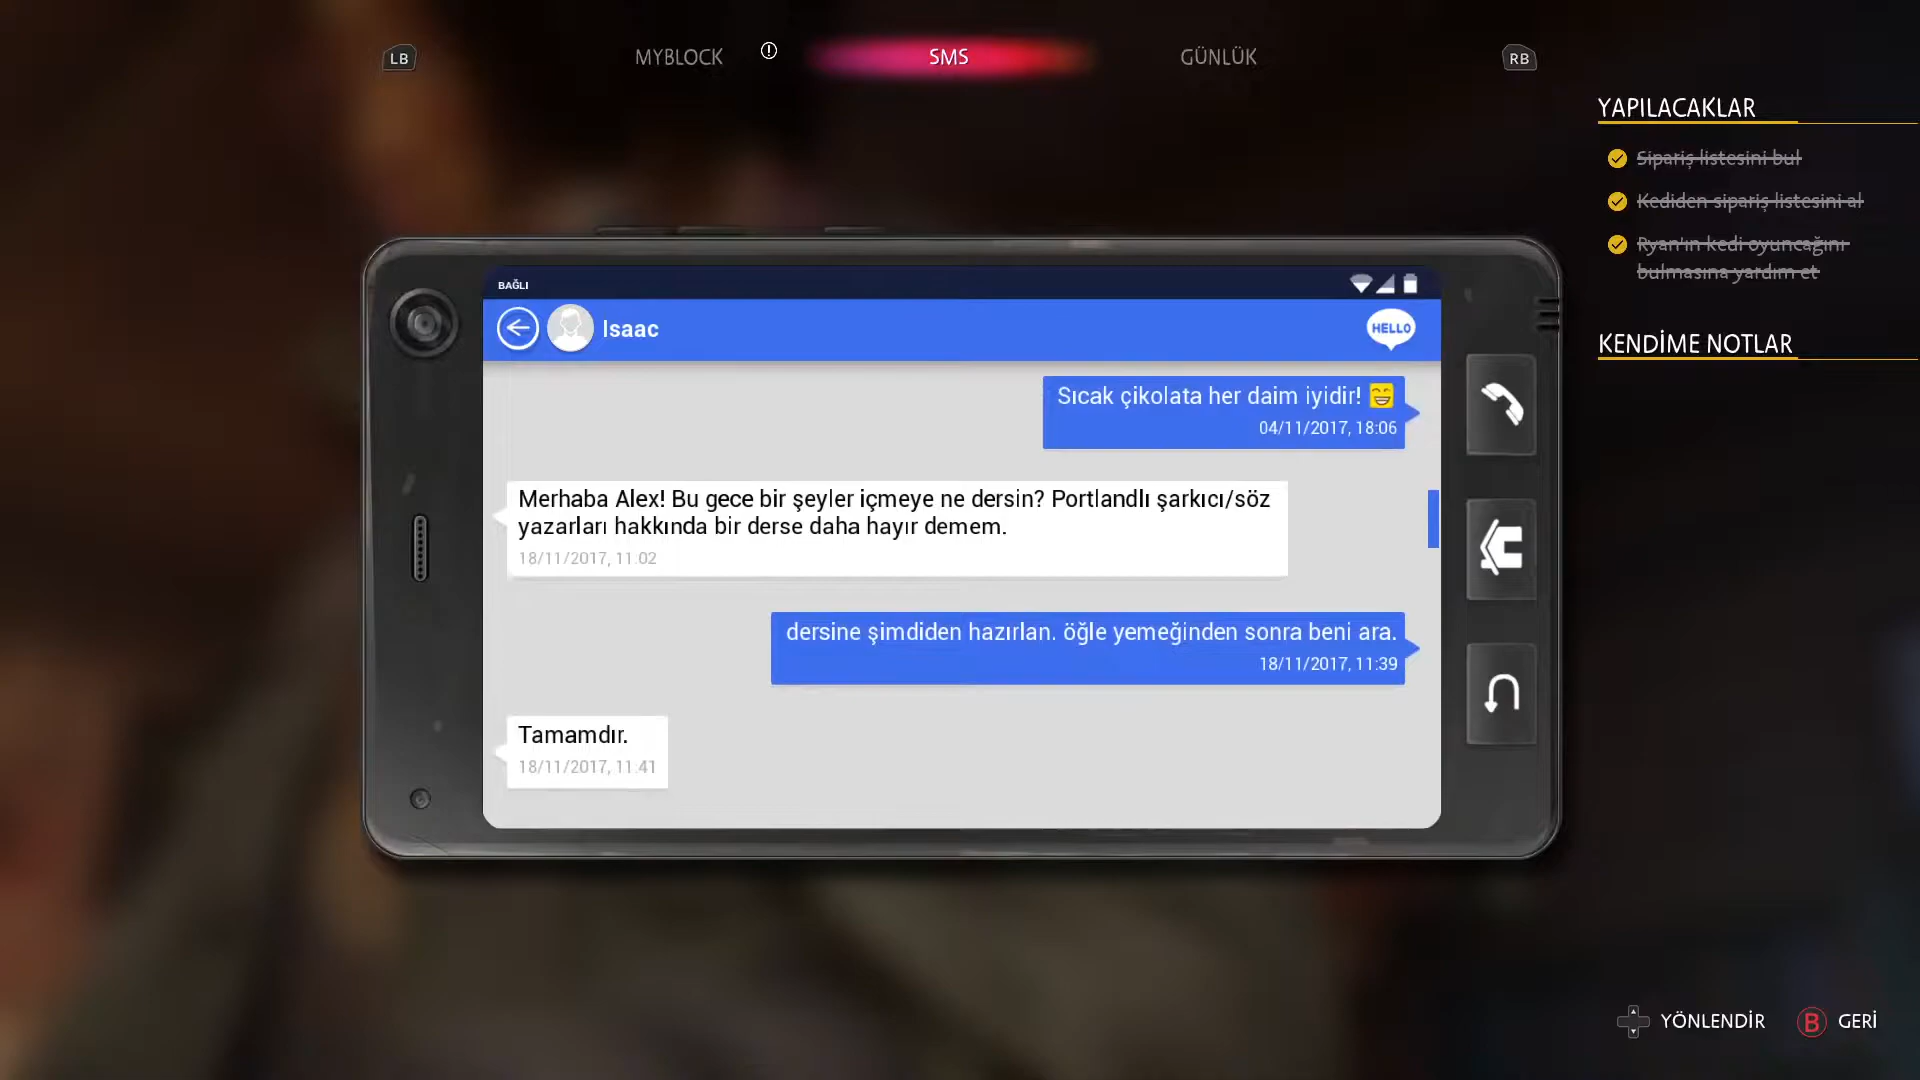 LB
MYBLOCK
SMS
GÜNLÜK
RB
YAPILACAKLAR
Sipariş listesini bul
Kediden sipariş listesini al
Ryan'ın kedi oyuncağını
bulmasına yardım et
KENDİME NOTLAR
BAĞLI
Isaac
HELLO
Sıcak çikolata her daim iyidir! 😄
04/11/2017, 18:06
Merhaba Alex! Bu gece bir şeyler içmeye ne dersin? Portlandlı şarkıcı/söz
yazarları hakkında bir derse daha hayır demem.
18/11/2017, 11:02
dersine şimdiden hazırlan. öğle yemeğinden sonra beni ara.
18/11/2017, 11:39
Tamamdır.
18/11/2017, 11:41
YÖNLENDİR
B GERİ